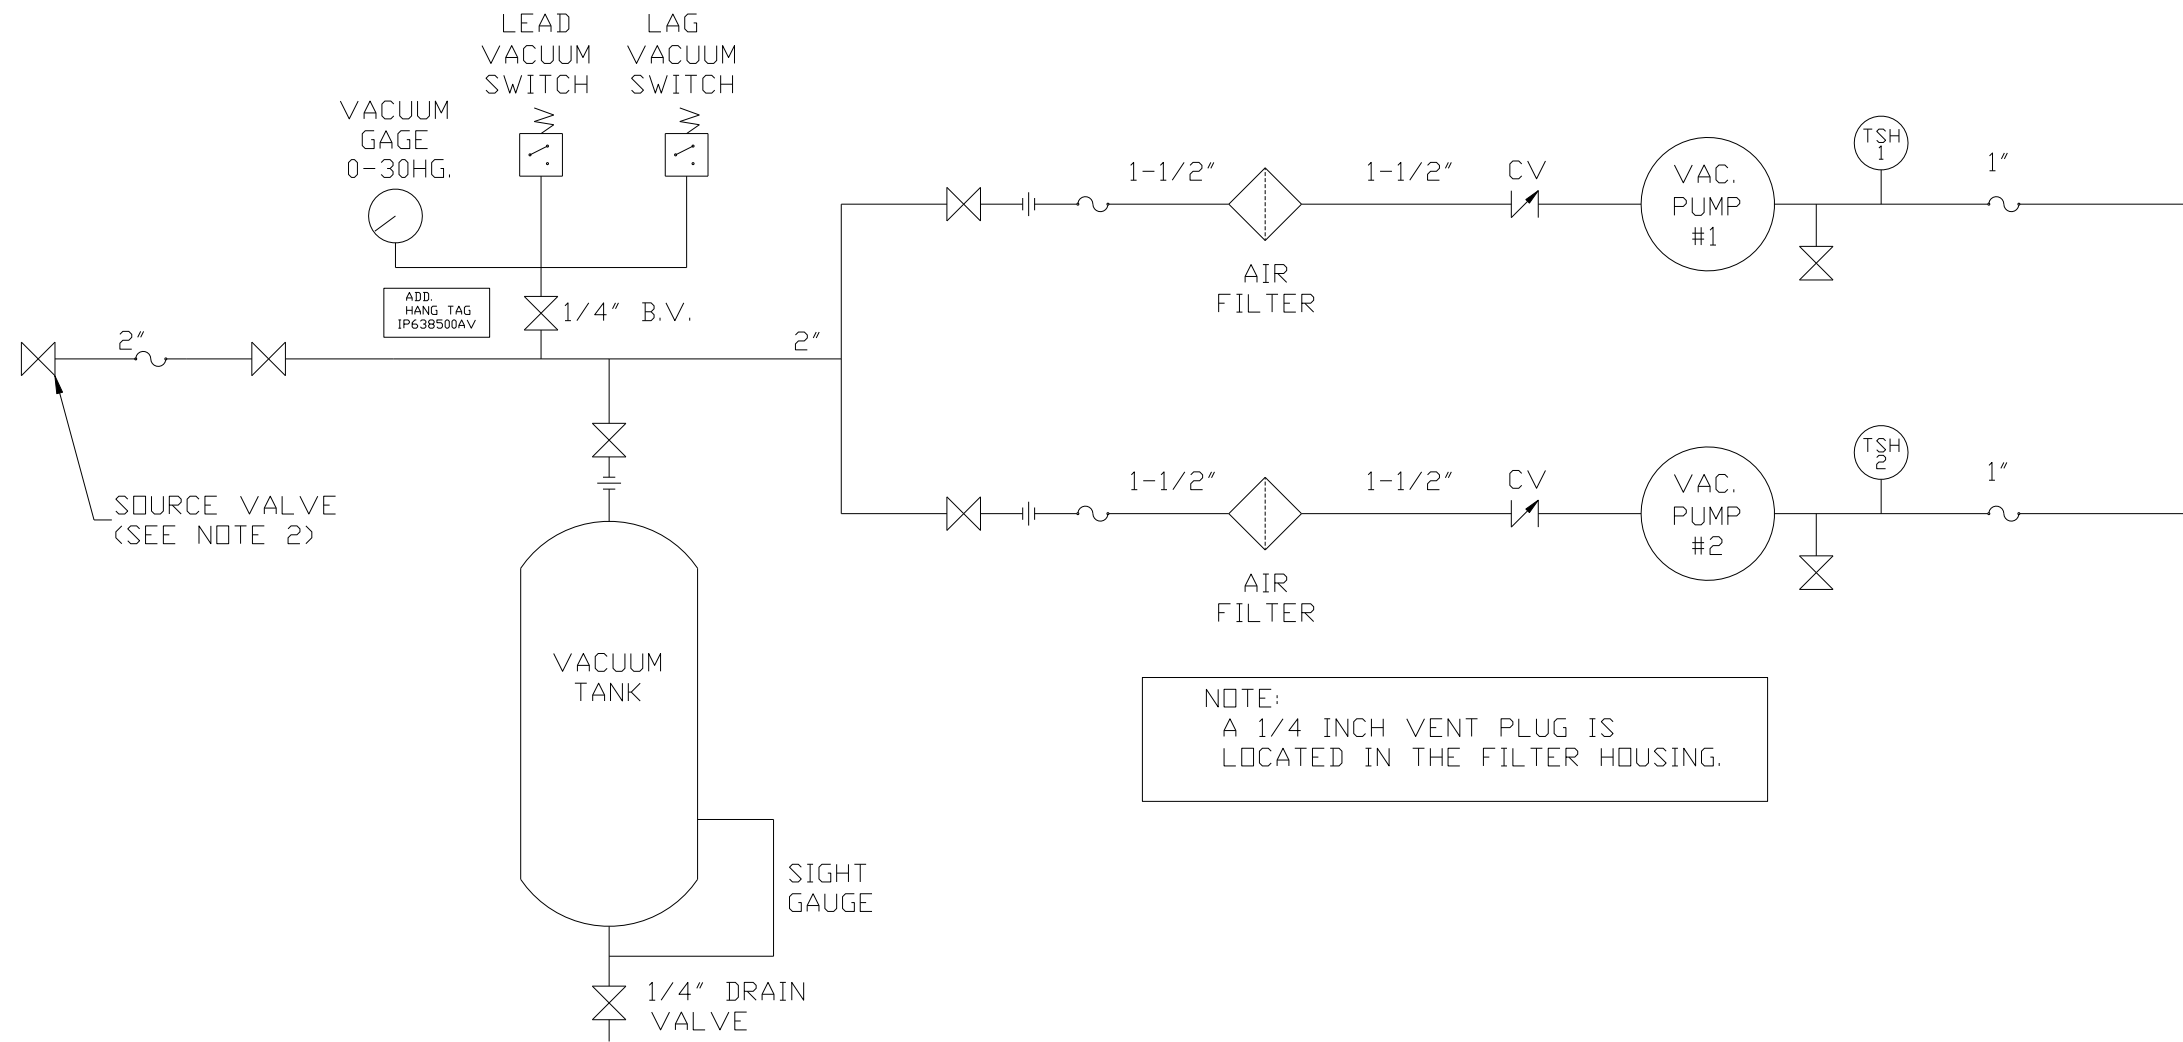 LEAD
VACUUM
SWITCH
LAG
VACUUM
SWITCH
VACUUM
GAGE
0-30HG.
ADD.
HANG TAG
IP638500AV
1/4" B.V.
2"
2"
SOURCE VALVE
(SEE NOTE 2)
1-1/2"
AIR
FILTER
1-1/2"
CV
VAC.
PUMP
#1
TSH
1
1"
1-1/2"
AIR
FILTER
1-1/2"
CV
VAC.
PUMP
#2
TSH
2
1"
VACUUM
TANK
SIGHT
GAUGE
1/4" DRAIN
VALVE
NOTE:
A 1/4 INCH VENT PLUG IS
LOCATED IN THE FILTER HOUSING.